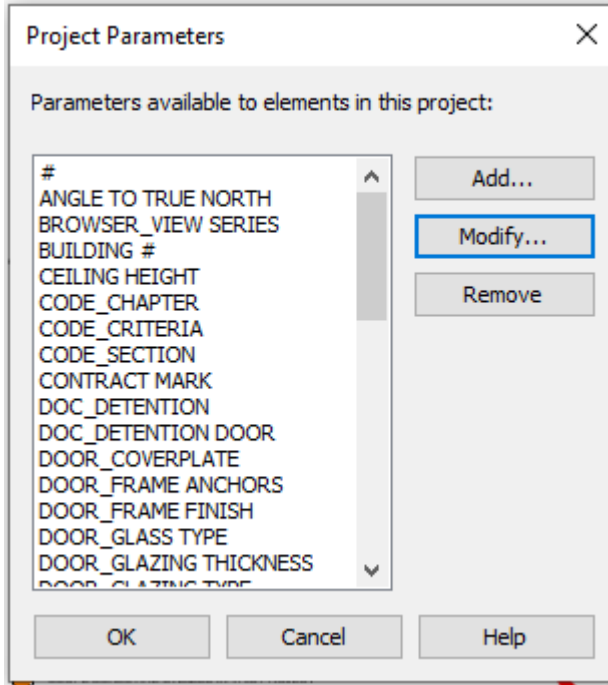 Project Parameters
Parameters available to elements in this project:
#
ANGLE TO TRUE NORTH
BROWSER_VIEW SERIES
BUILDING #
CEILING HEIGHT
CODE_CHAPTER
CODE_CRITERIA
CODE_SECTION
CONTRACT MARK
DOC_DETENTION
DOC_DETENTION DOOR
DOOR_COVERPLATE
DOOR_FRAME ANCHORS
DOOR_FRAME FINISH
DOOR_GLASS TYPE
DOOR_GLAZING THICKNESS
DOOR_GLAZING TYPE
Add...
Modify...
Remove
OK
Cancel
Help